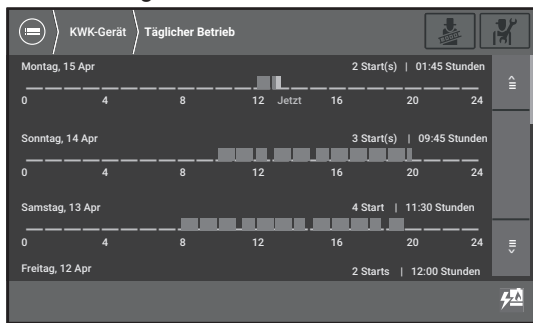 KWK-Gerät Täglicher Betrieb
Montag, 15 Apr 2 Start(s) | 01:45 Stunden
0 4 8 12 Jetzt 16 20 24
Sonntag, 14 Apr 3 Start(s) | 09:45 Stunden
0 4 8 12 16 20 24
Samstag, 13 Apr 4 Start | 11:30 Stunden
0 4 8 12 16 20 24
Freitag, 12 Apr 2 Starts | 12:00 Stunden